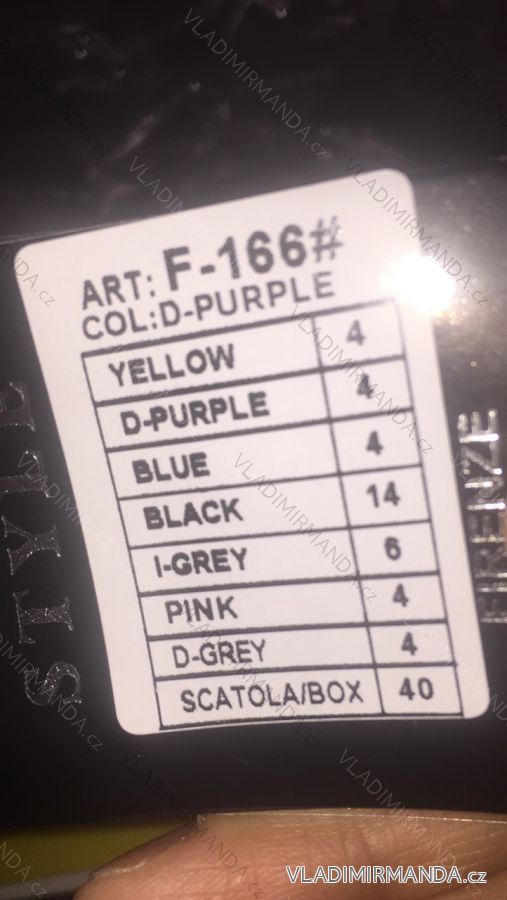 ART: F-166#
COL:D-PURPLE
YELLOW 4
D-PURPLE 4
BLUE 4
BLACK 14
I-GREY 6
PINK 4
D-GREY 4
SCATOLA/BOX 40
STYLE
FIRENZE
VLADIMIRMANDA.cz